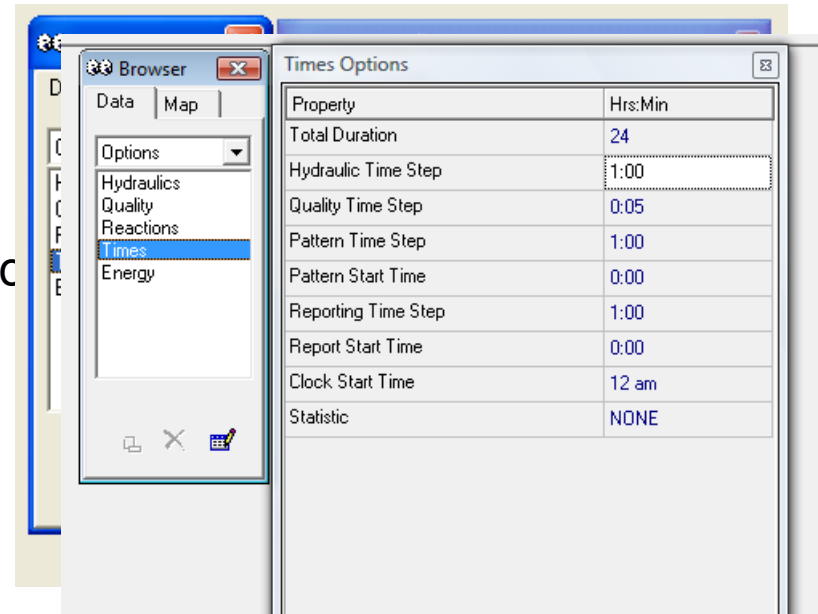 Browser
Data Map
Options
Hydraulics
Quality
Reactions
Times
Energy
Times Options
Property Hrs:Min
Total Duration 24
Hydraulic Time Step 1:00
Quality Time Step 0:05
Pattern Time Step 1:00
Pattern Start Time 0:00
Reporting Time Step 1:00
Report Start Time 0:00
Clock Start Time 12 am
Statistic NONE